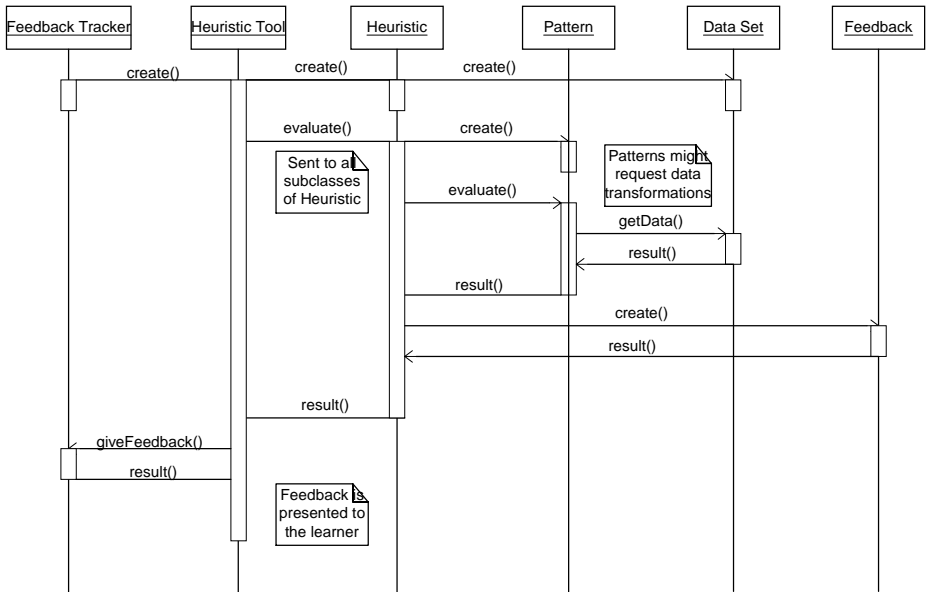 Feedback Tracker
Heuristic Tool
Heuristic
Pattern
Data Set
Feedback
create()
create()
create()
evaluate()
create()
Sent to all
subclasses
of Heuristic
Patterns might
request data
transformations
evaluate()
getData()
result()
result()
create()
result()
result()
giveFeedback()
result()
Feedback is
presented to
the learner